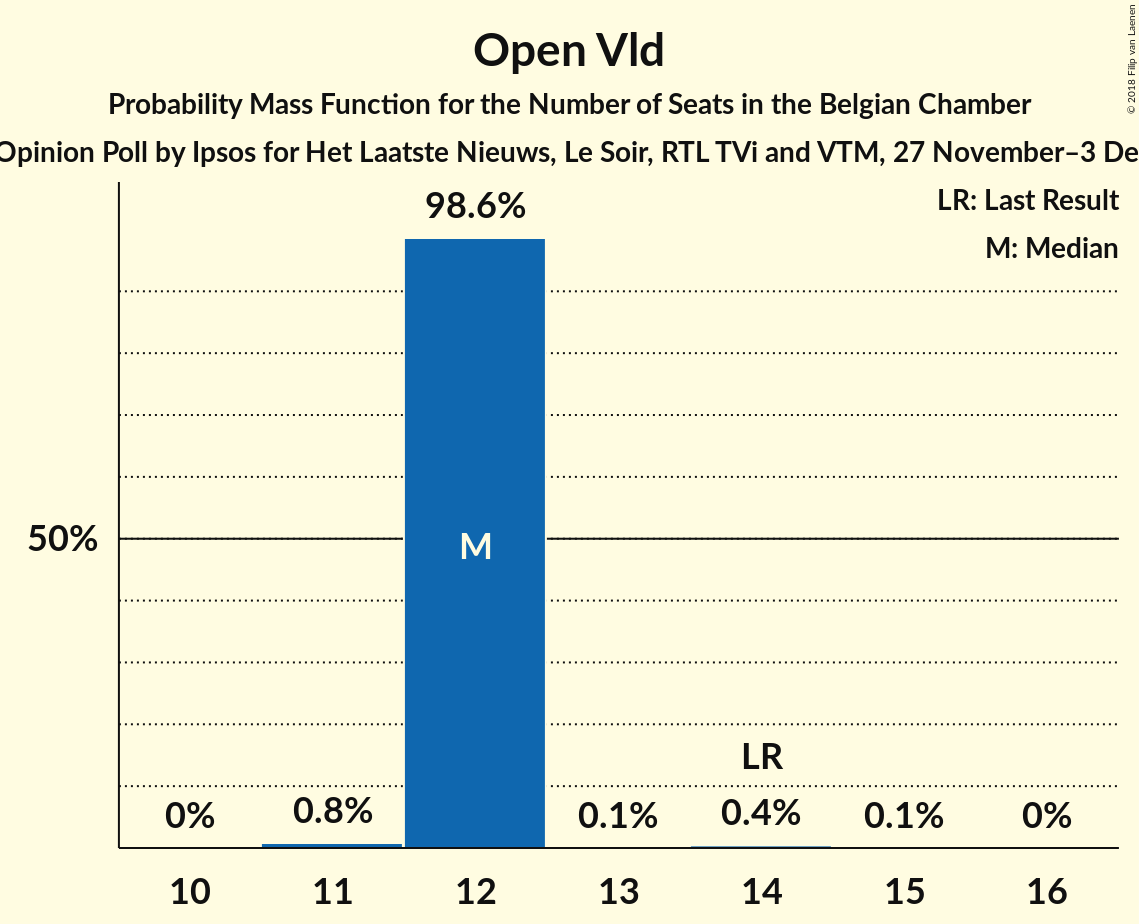 Open Vld
Probability Mass Function for the Number of Seats in the Belgian Chamber
Opinion Poll by Ipsos for Het Laatste Nieuws, Le Soir, RTL TVi and VTM, 27 November–3 De
© 2018 Filip van Laenen
LR: Last Result
M: Median
98.6%
50%
M
LR
0% 0.8% 0.1% 0.4% 0.1% 0%
10 11 12 13 14 15 16